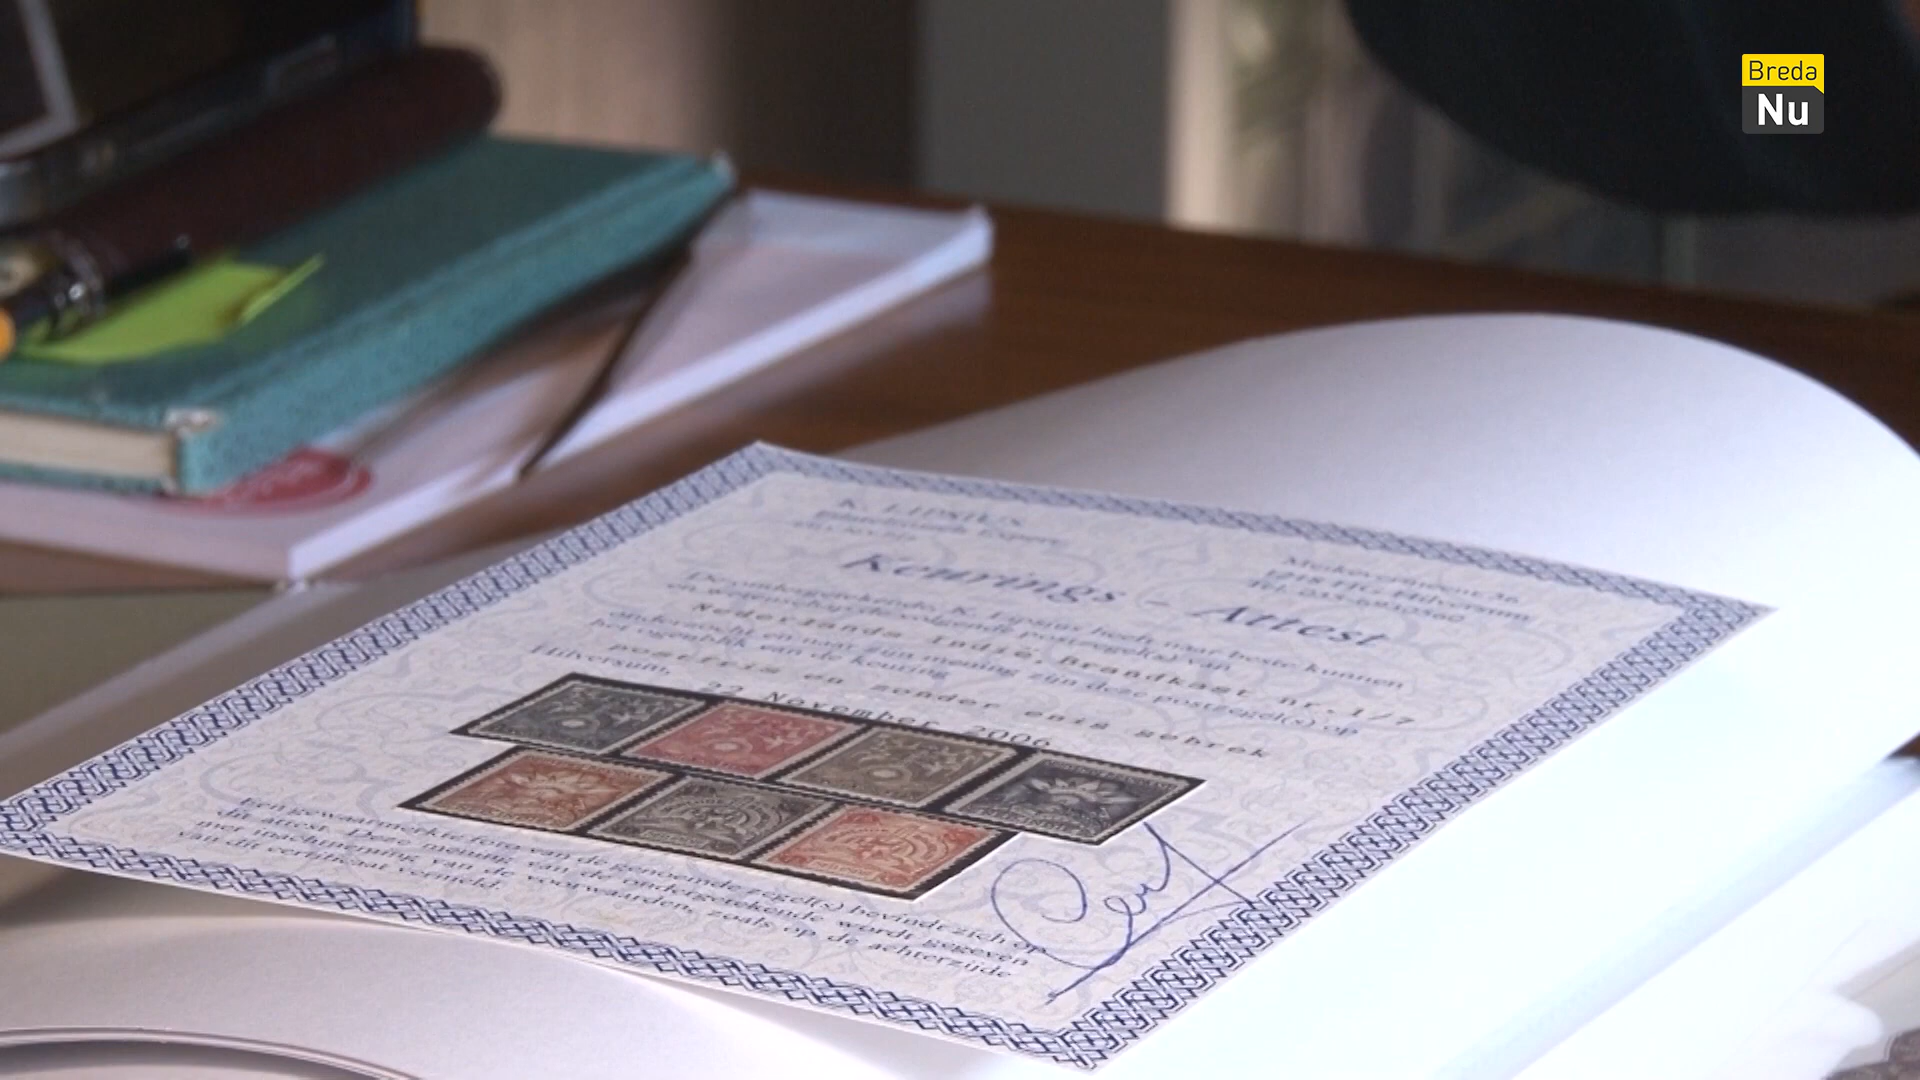 Breda
Nu
K. LIPSIUS
Keurings - Attest
De ondergetekende, K. Lipsius, heeft naar beste kunnen
en wetenschap de volgende postzegel(s) van
Nederlands Indië, Brandkast nr. 1/7
onderzocht en naar zijn mening zijn deze postzegel(s) op
het ogenblik van de keuring
postfris en zonder enig gebrek
Hilversum, 22 November 2006
Een gewaarmerkte foto van de genoemde zegel(s) bevindt zich op
dit attest. Deze mening van de ondergetekende wordt gegeven
met inachtneming van de voorwaarden, zoals op de achterzijde
van dit certificaat vermeld.